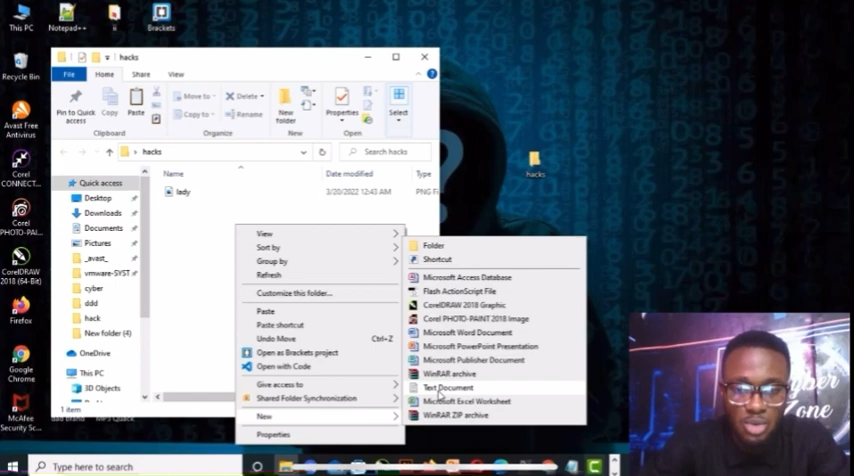 This PC
Notepad++
ii
Brackets
Recycle Bin
Avast Free
Antivirus
Corel
CONNECT...
Corel
PHOTO-PAI...
CorelDRAW
2018 (64-Bit)
Firefox
Google
Chrome
McAfee
Security Sc...
hacks
hacks
File
Home
Share
View
Pin to Quick
access
Copy
Paste
Clipboard
Move to
Copy to
Delete
Rename
Organize
New
folder
New
Properties
Open
Select
hacks
Search hacks
Quick access
Desktop
Downloads
Documents
Pictures
_avast_
vmware-SYST
cyber
ddd
hack
New folder (4)
OneDrive
This PC
3D Objects
Name
Date modified
Type
lady
3/20/2022 12:43 AM
PNG Fi
1 item
View
Sort by
Group by
Refresh
Customize this folder...
Paste
Paste shortcut
Undo Move
Ctrl+Z
Open as Brackets project
Open with Code
Give access to
Shared Folder Synchronization
New
Properties
Folder
Shortcut
Microsoft Access Database
Flash ActionScript File
CorelDRAW 2018 Graphic
Corel PHOTO-PAINT 2018 Image
Microsoft Word Document
Microsoft PowerPoint Presentation
Microsoft Publisher Document
WinRAR archive
Text Document
Microsoft Excel Worksheet
WinRAR ZIP archive
Type here to search
Zone